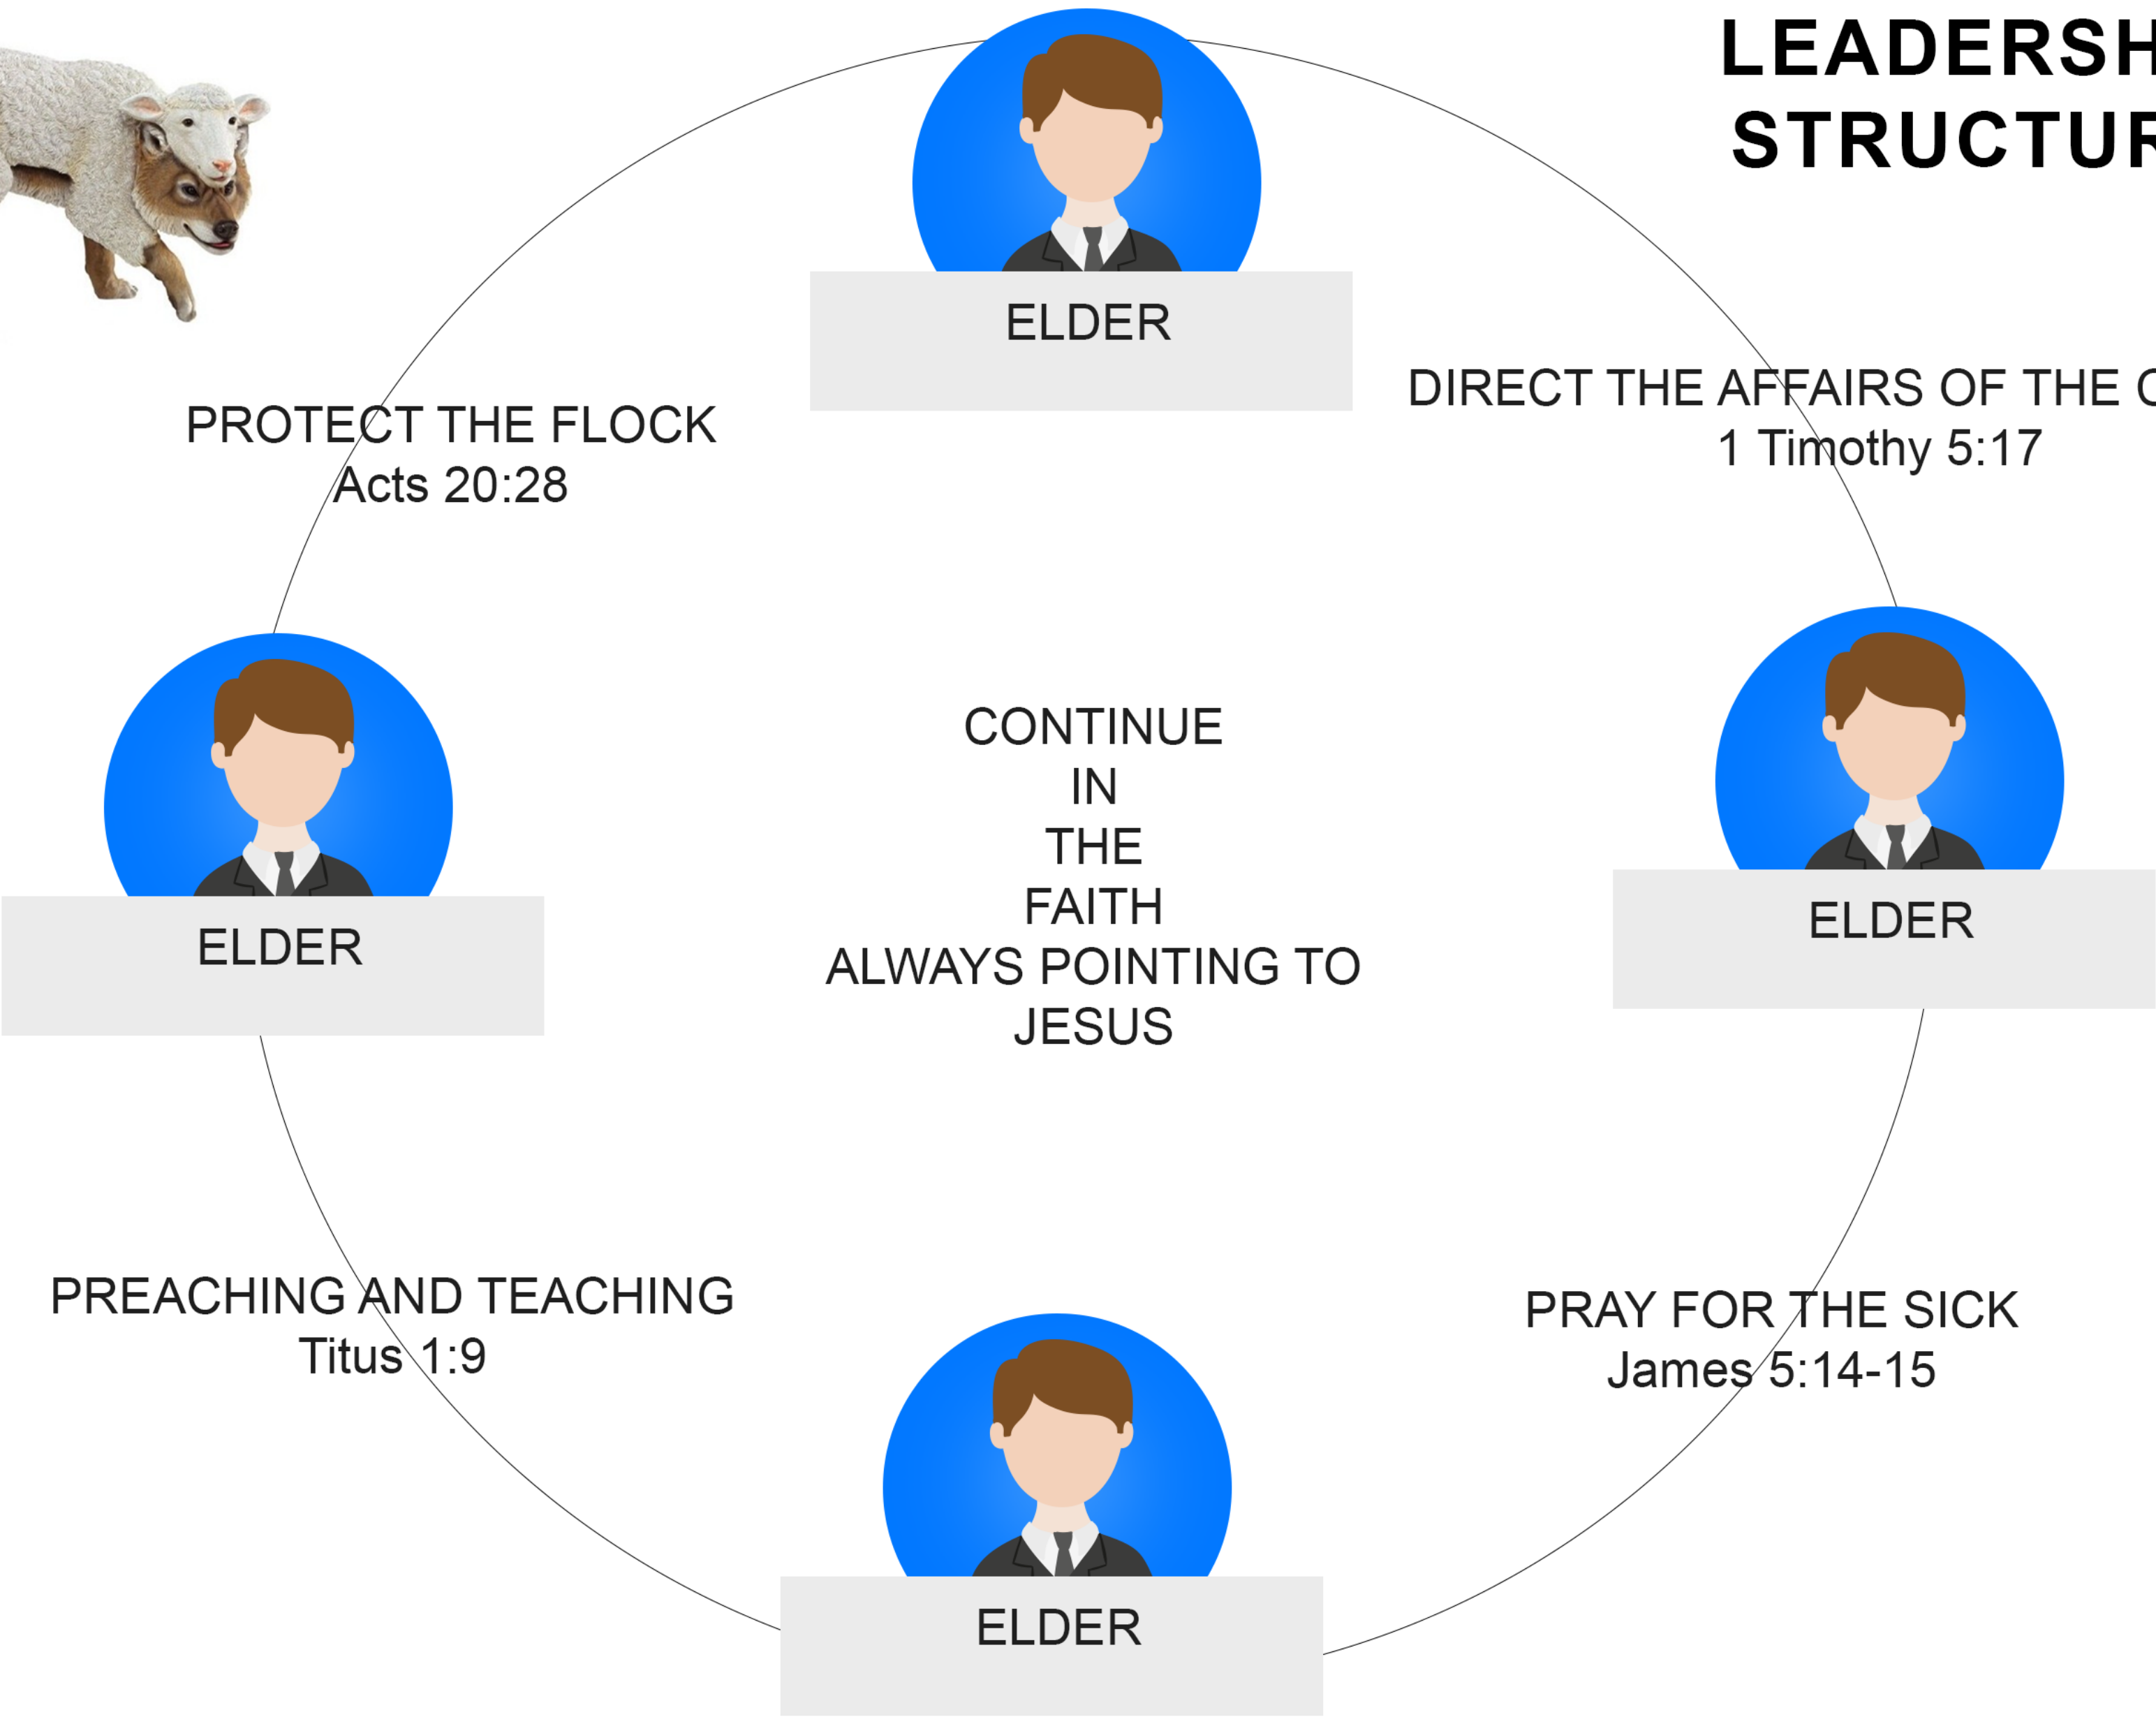 LEADERSH
STRUCTUR
ELDER
PROTECT THE FLOCK
Acts 20:28
DIRECT THE AFFAIRS OF THE C
1 Timothy 5:17
ELDER
CONTINUE
IN
THE
FAITH
ALWAYS POINTING TO
JESUS
ELDER
PREACHING AND TEACHING
Titus 1:9
PRAY FOR THE SICK
James 5:14-15
ELDER